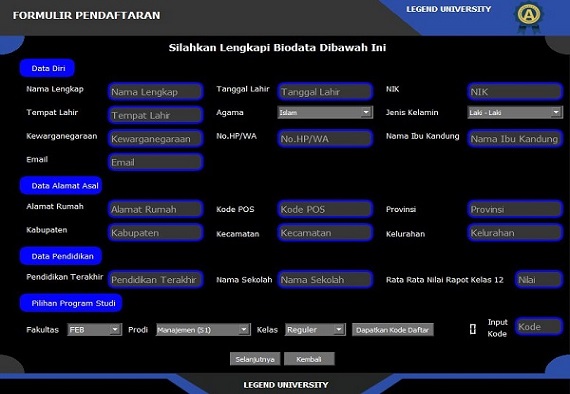 FORMULIR PENDAFTARAN
LEGEND UNIVERSITY
A
Silahkan Lengkapi Biodata Dibawah Ini
Data Diri
Nama Lengkap Nama Lengkap Tanggal Lahir Tanggal Lahir NIK NIK
Tempat Lahir Tempat Lahir Agama Islam Jenis Kelamin Laki - Laki
Kewarganegaraan Kewarganegaraan No.HP/WA No.HP/WA Nama Ibu Kandung Nama Ibu Kandung
Email Email
Data Alamat Asal
Alamat Rumah Alamat Rumah Kode POS Kode POS Provinsi Provinsi
Kabupaten Kabupaten Kecamatan Kecamatan Kelurahan Kelurahan
Data Pendidikan
Pendidikan Terakhir Pendidikan Terakhir Nama Sekolah Nama Sekolah Rata Rata Nilai Rapot Kelas 12 Nilai
Pilihan Program Studi
Fakultas FEB Prodi Manajemen (S1) Kelas Reguler Dapatkan Kode Daftar [] Input Kode Kode
Selanjutnya Kembali
LEGEND UNIVERSITY